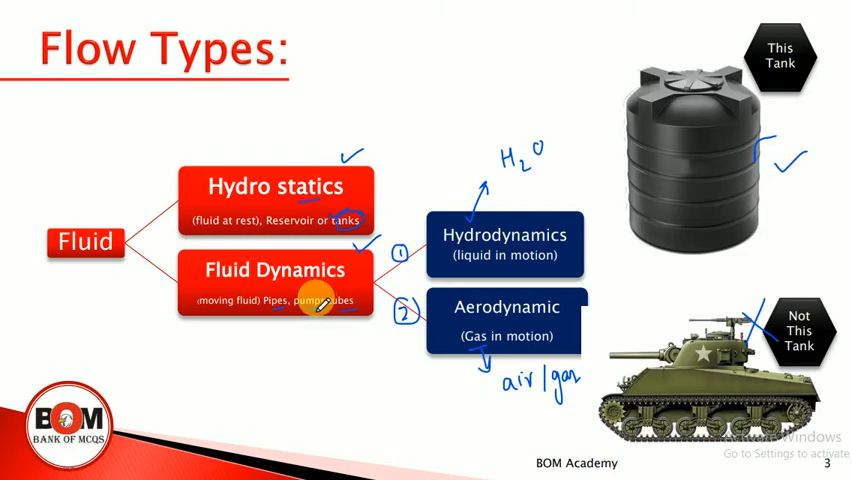 Flow Types:
This
Tank
H2O
Hydro statics
(fluid at rest), Reservoir or tanks
Fluid
Fluid Dynamics
(moving fluid) Pipes, pump, tubes
1
Hydrodynamics
(liquid in motion)
2
Aerodynamic
(Gas in motion)
air/gas
Not
This
Tank
BOM
BANK OF MCQS
Activate Windows
Go to Settings to activate
BOM Academy
3